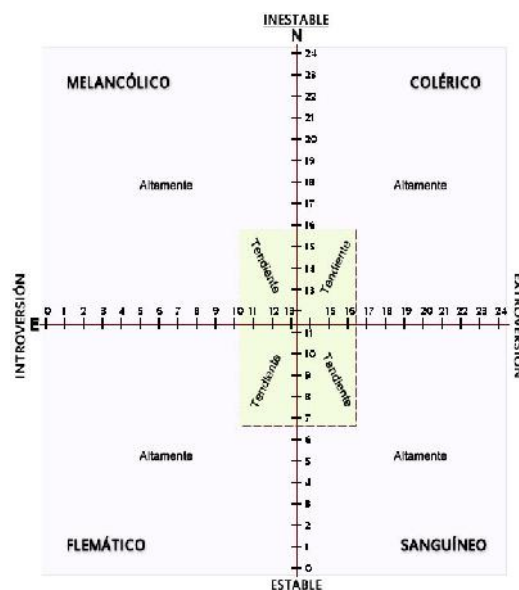 INESTABLE
N
24
23
MELANCÓLICO
COLÉRICO
22
21
20
19
18
Altamente
Altamente
17
16
15
Tendiente
Tendiente
14
13
INTROVERSIÓN
E
0 1 2 3 4 5 6 7 8 9 10 11 12 13 14 15 16 17 18 19 20 21 22 23 24
EXTROVERSIÓN
11
10
Tendiente
Tendiente
9
8
7
6
5
Altamente
Altamente
4
3
2
1
FLEMÁTICO
SANGUÍNEO
0
ESTABLE